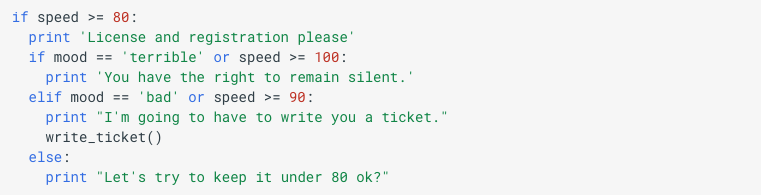 if speed >= 80:
  print 'License and registration please'
  if mood == 'terrible' or speed >= 100:
    print 'You have the right to remain silent.'
  elif mood == 'bad' or speed >= 90:
    print "I'm going to have to write you a ticket."
    write_ticket()
  else:
    print "Let's try to keep it under 80 ok?"